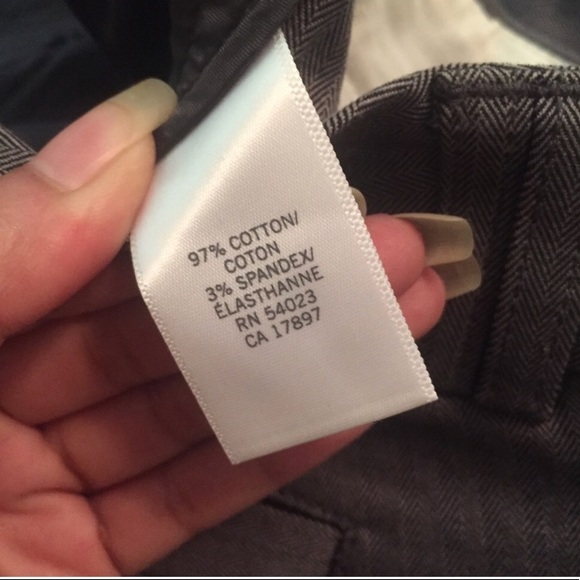 97% COTTON/
COTON
3% SPANDEX/
ÉLASTHANNE
RN 54023
CA 17897